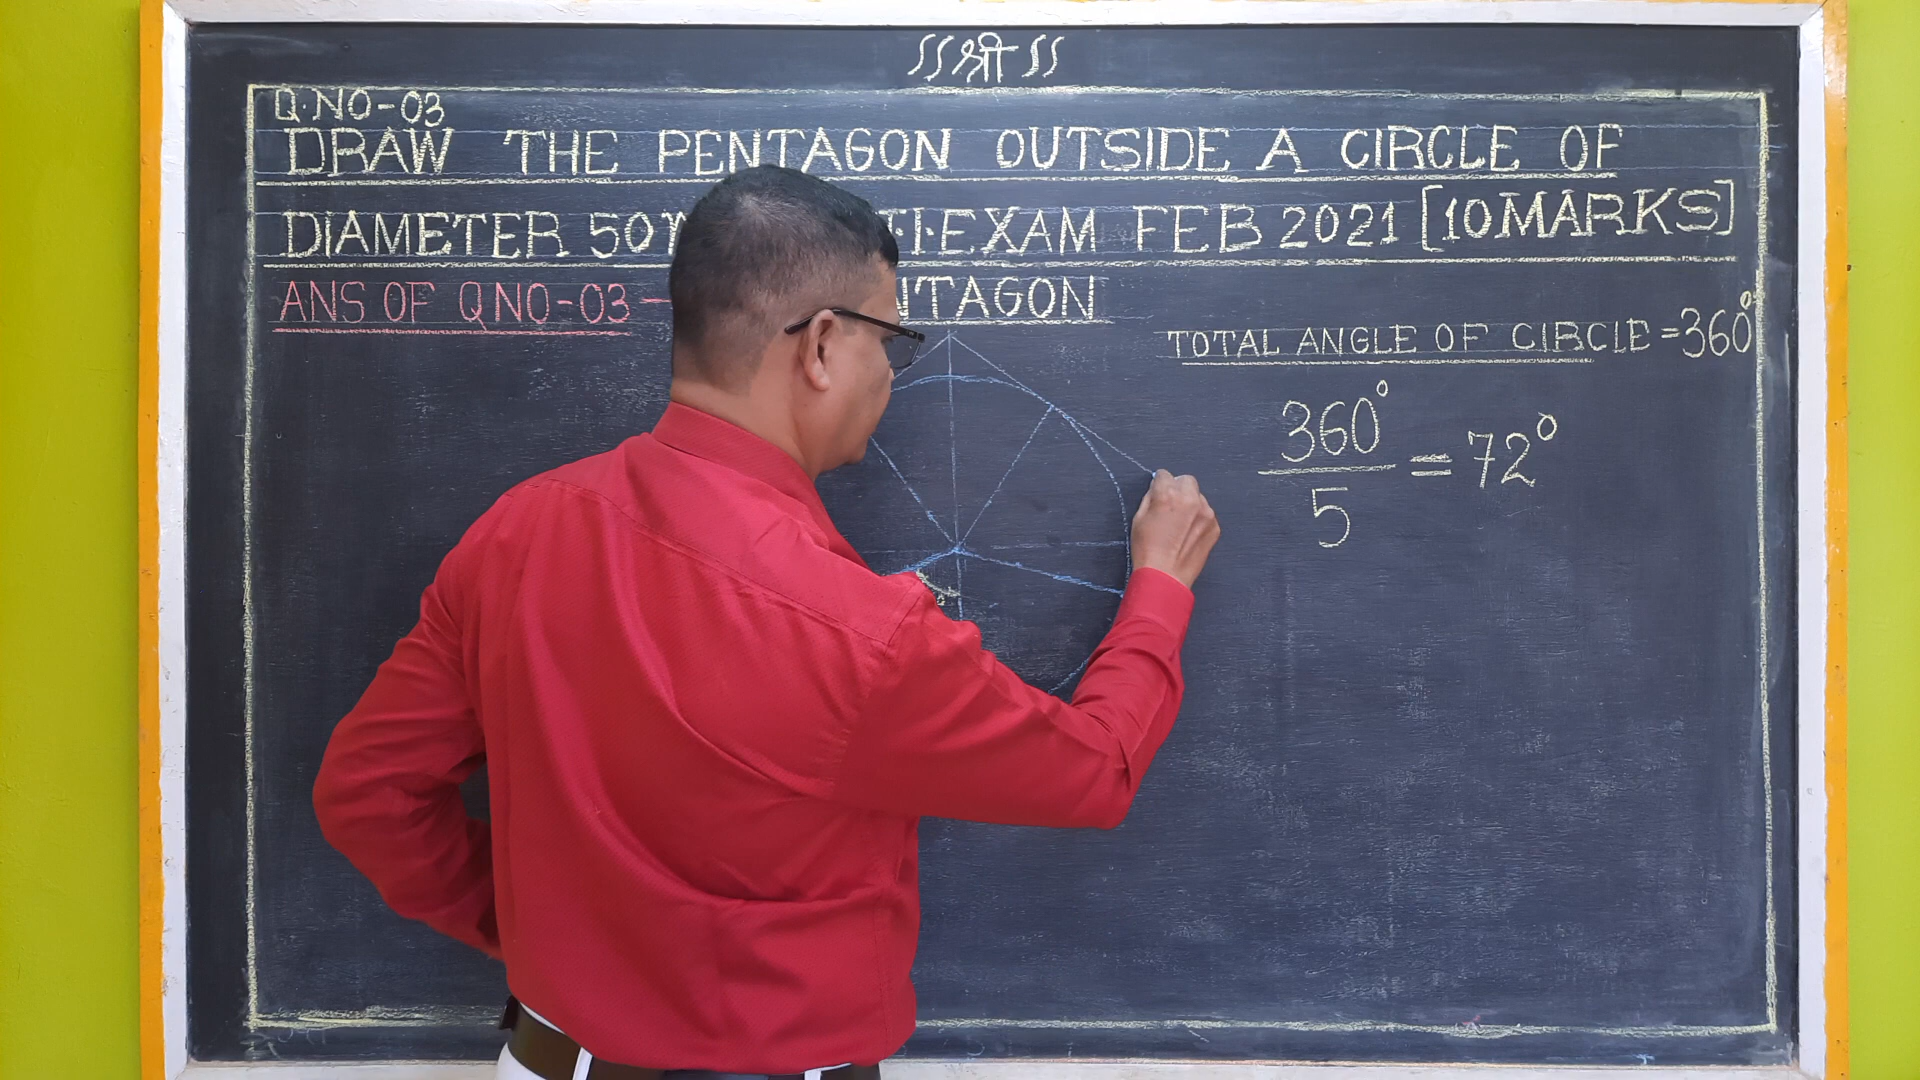 ॥ श्री ॥
Q.NO-03
DRAW THE PENTAGON OUTSIDE A CIRCLE OF
DIAMETER 50 I.EXAM FEB 2021 [10MARKS]
ANS OF Q NO-03 - NTAGON
TOTAL ANGLE OF CIRCLE = 360°
360°
5
= 72°